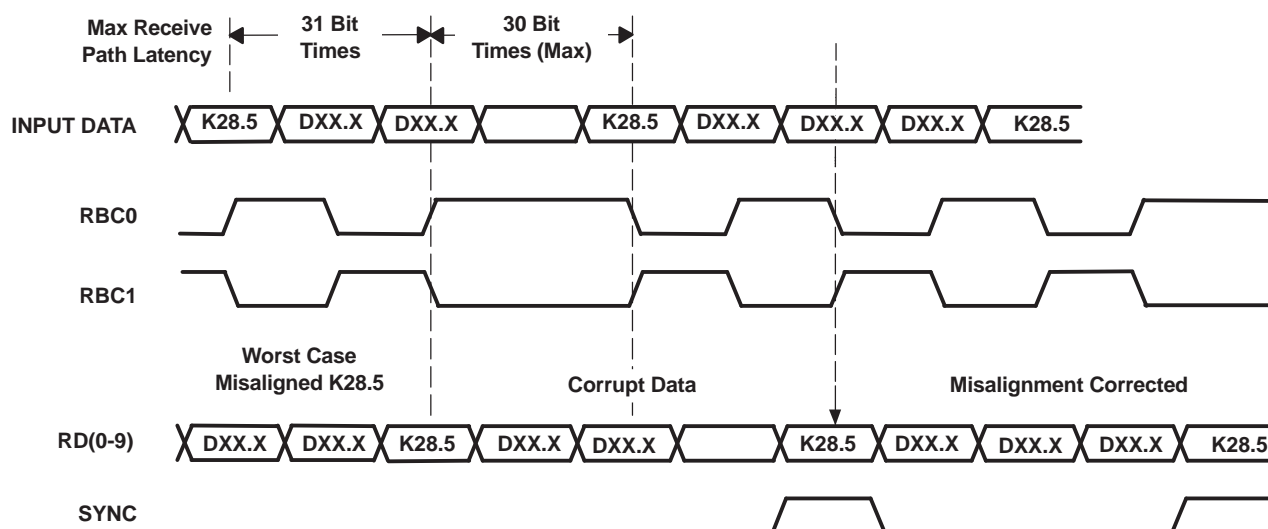 Max Receive
Path Latency
31 Bit
Times
30 Bit
Times (Max)
INPUT DATA
K28.5 DXX.X DXX.X K28.5 DXX.X DXX.X DXX.X K28.5
RBC0
RBC1
Worst Case
Misaligned K28.5
Corrupt Data
Misalignment Corrected
RD(0-9)
DXX.X DXX.X K28.5 DXX.X DXX.X K28.5 DXX.X DXX.X DXX.X K28.5
SYNC